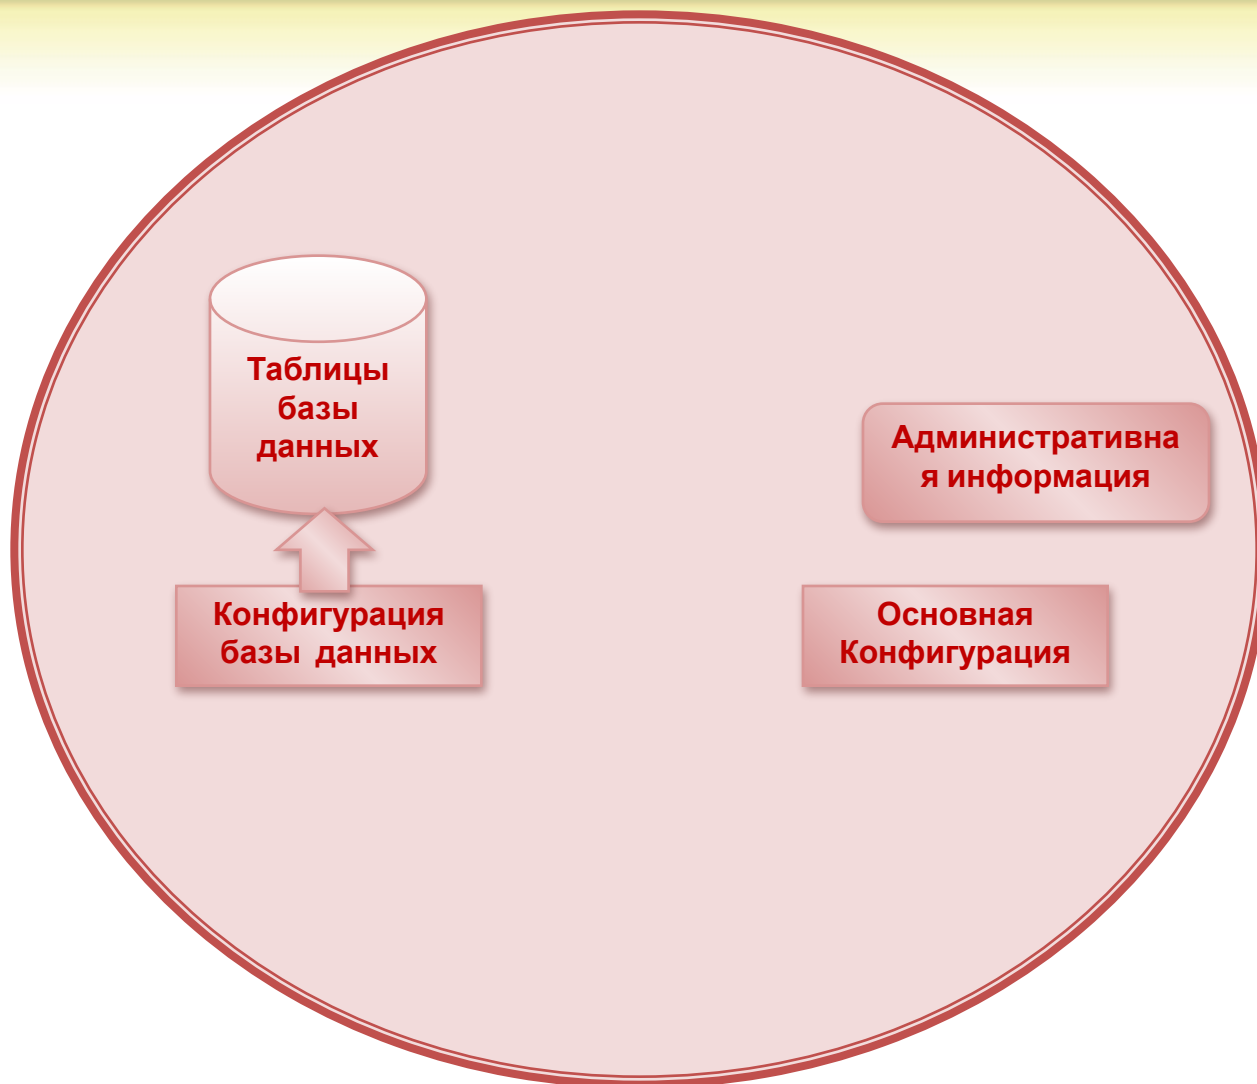 Таблицы
базы
данных
Административна
я информация
Конфигурация
базы  данных
Основная
Конфигурация